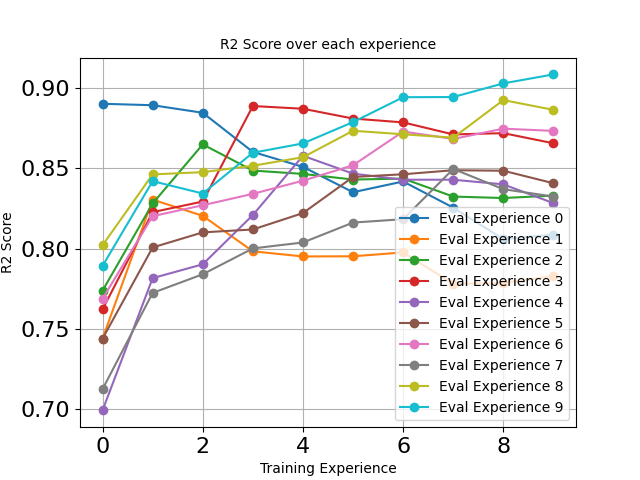 R2 Score over each experience
R2 Score
0.90
0.85
0.80
0.75
0.70
0
2
4
6
8
Training Experience
Eval Experience 0
Eval Experience 1
Eval Experience 2
Eval Experience 3
Eval Experience 4
Eval Experience 5
Eval Experience 6
Eval Experience 7
Eval Experience 8
Eval Experience 9